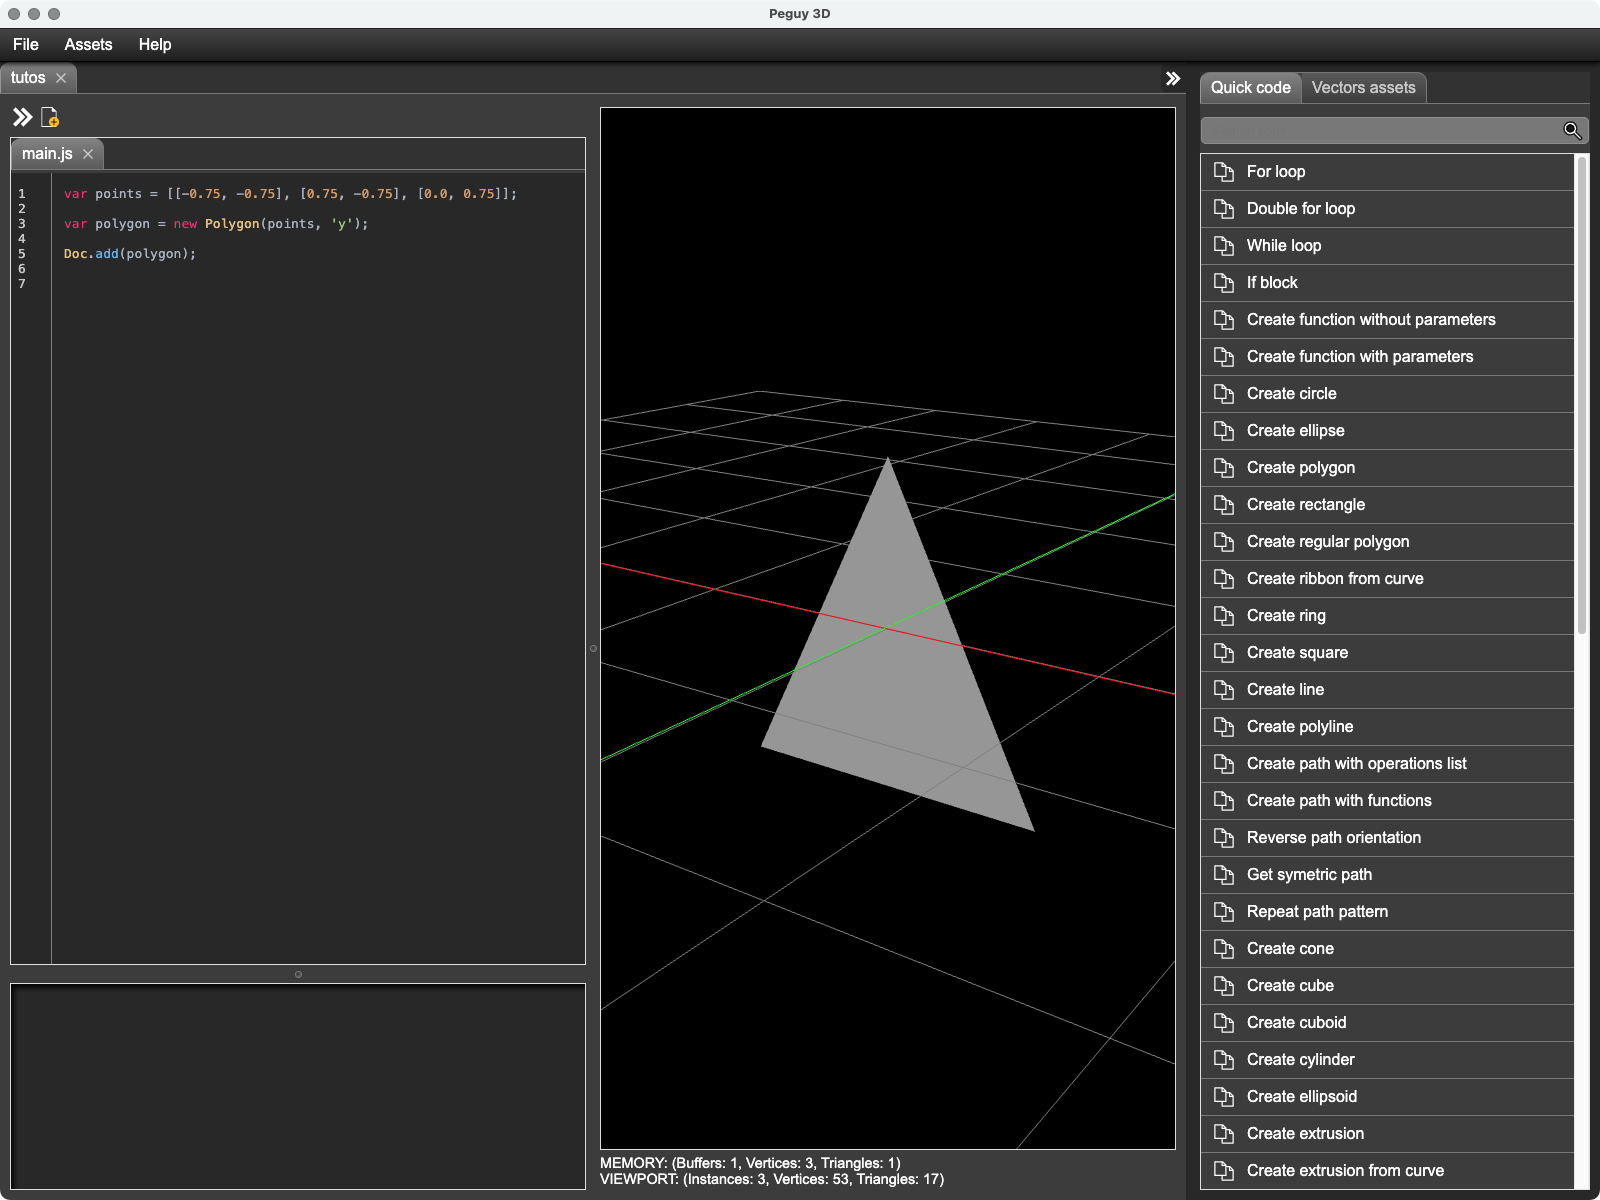 Peguy 3D
File Assets Help
tutos
Quick code Vectors assets
main.js
1 var points = [[-0.75, -0.75], [0.75, -0.75], [0.0, 0.75]];
2
3 var polygon = new Polygon(points, 'y');
4
5 Doc.add(polygon);
6
7
MEMORY: (Buffers: 1, Vertices: 3, Triangles: 1)
VIEWPORT: (Instances: 3, Vertices: 53, Triangles: 17)
For loop
Double for loop
While loop
If block
Create function without parameters
Create function with parameters
Create circle
Create ellipse
Create polygon
Create rectangle
Create regular polygon
Create ribbon from curve
Create ring
Create square
Create line
Create polyline
Create path with operations list
Create path with functions
Reverse path orientation
Get symetric path
Repeat path pattern
Create cone
Create cube
Create cuboid
Create cylinder
Create ellipsoid
Create extrusion
Create extrusion from curve